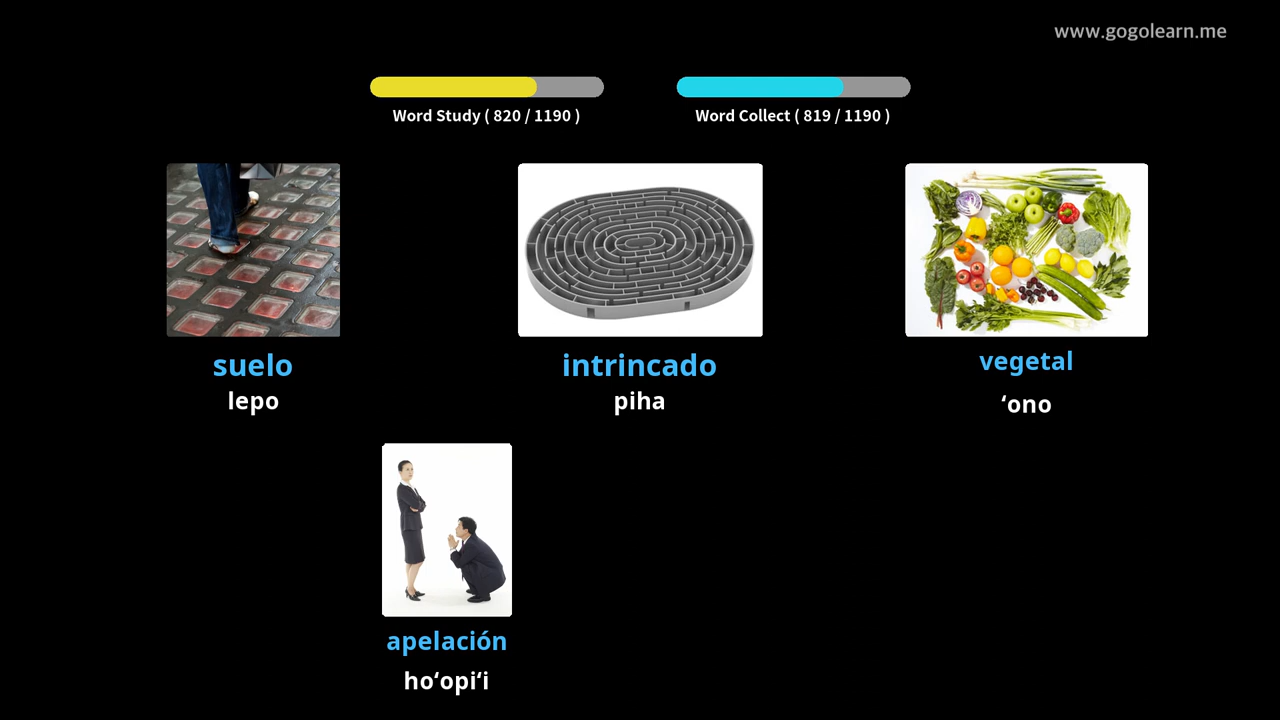 www.gogolearn.me
Word Study ( 820 / 1190 )
Word Collect ( 819 / 1190 )
suelo
lepo
intrincado
piha
vegetal
ʻono
apelación
hoʻopiʻi